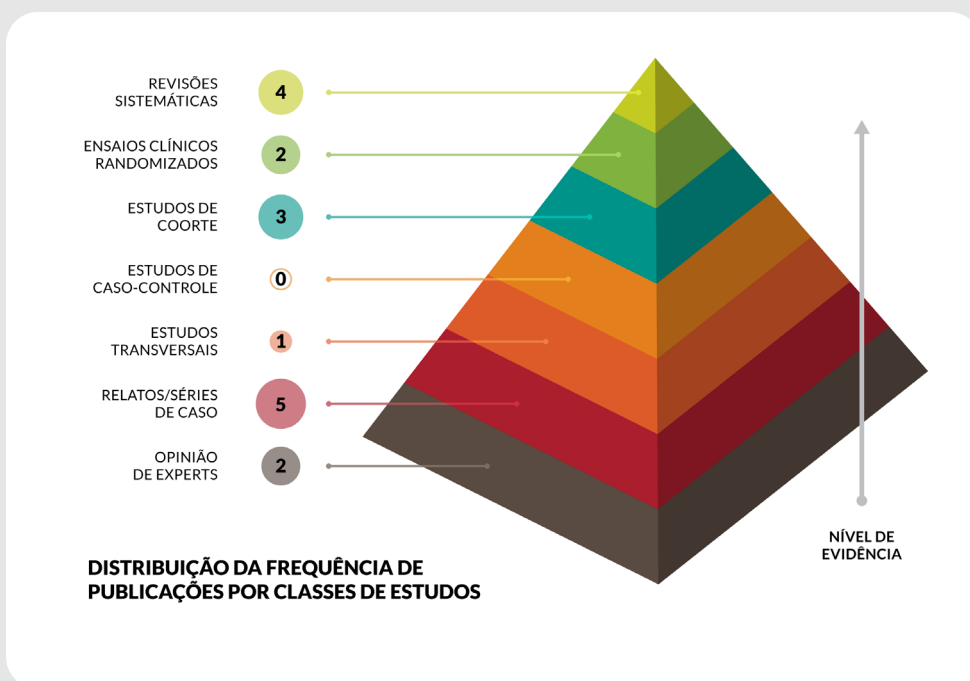 REVISÕES
SISTEMÁTICAS
4
ENSAIOS CLÍNICOS
RANDOMIZADOS
2
ESTUDOS DE
COORTE
3
ESTUDOS DE
CASO-CONTROLE
0
ESTUDOS
TRANSVERSAIS
1
RELATOS/SÉRIES
DE CASO
5
OPINIÃO
DE EXPERTS
2
NÍVEL DE
EVIDÊNCIA
DISTRIBUIÇÃO DA FREQUÊNCIA DE
PUBLICAÇÕES POR CLASSES DE ESTUDOS